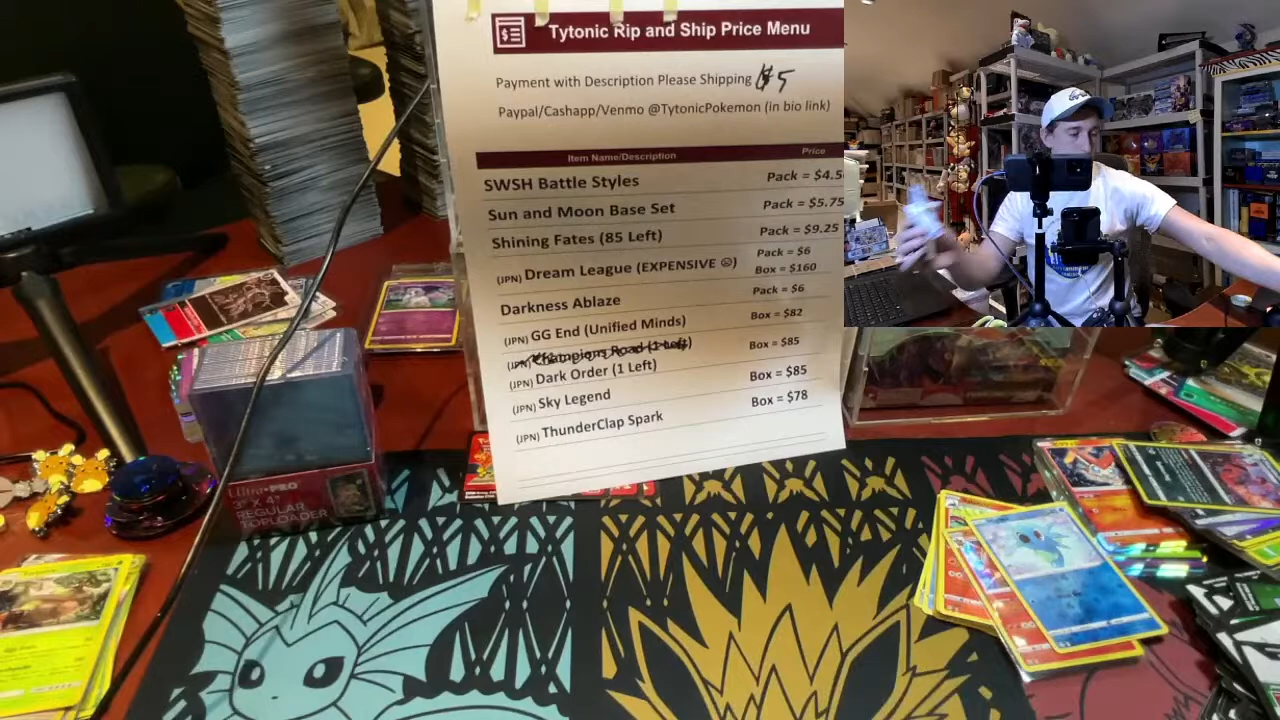 Tytonic Rip and Ship Price Menu
Payment with Description Please Shipping $5
Paypal/Cashapp/Venmo @TytonicPokemon (in bio link)
Item Name/Description Price
SWSH Battle Styles Pack = $4.5
Sun and Moon Base Set Pack = $5.75
Shining Fates (85 Left) Pack = $9.25
(JPN) Dream League (EXPENSIVE ☹) Pack = $6
Box = $160
Darkness Ablaze Pack = $6
(JPN) GG End (Unified Minds) Box = $82
(JPN) Champions Road (1 Left)
(JPN) Dark Order (1 Left) Box = $85
(JPN) Sky Legend Box = $85
(JPN) ThunderClap Spark Box = $78
Ultra PRO
3" X 4"
REGULAR
TOPLOADER